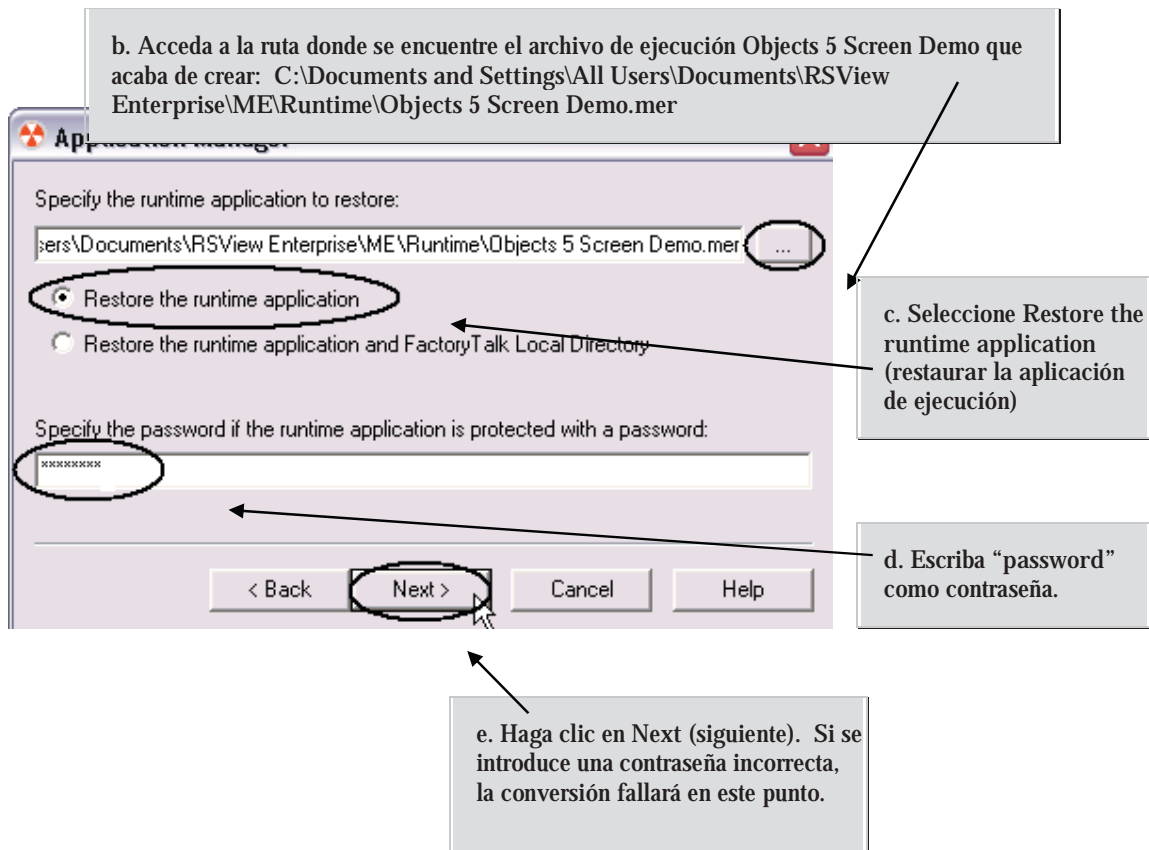 b. Acceda a la ruta donde se encuentre el archivo de ejecución Objects 5 Screen Demo que
acaba de crear: C:\Documents and Settings\All Users\Documents\RSView
Enterprise\ME\Runtime\Objects 5 Screen Demo.mer
Specify the runtime application to restore:
sers\Documents\RSView Enterprise\ME\Runtime\Objects 5 Screen Demo.mer
...
Restore the runtime application
Restore the runtime application and FactoryTalk Local Directory
c. Seleccione Restore the
runtime application
(restaurar la aplicación
de ejecución)
Specify the password if the runtime application is protected with a password:
********
d. Escriba “password”
como contraseña.
< Back
Next >
Cancel
Help
e. Haga clic en Next (siguiente). Si se
introduce una contraseña incorrecta,
la conversión fallará en este punto.